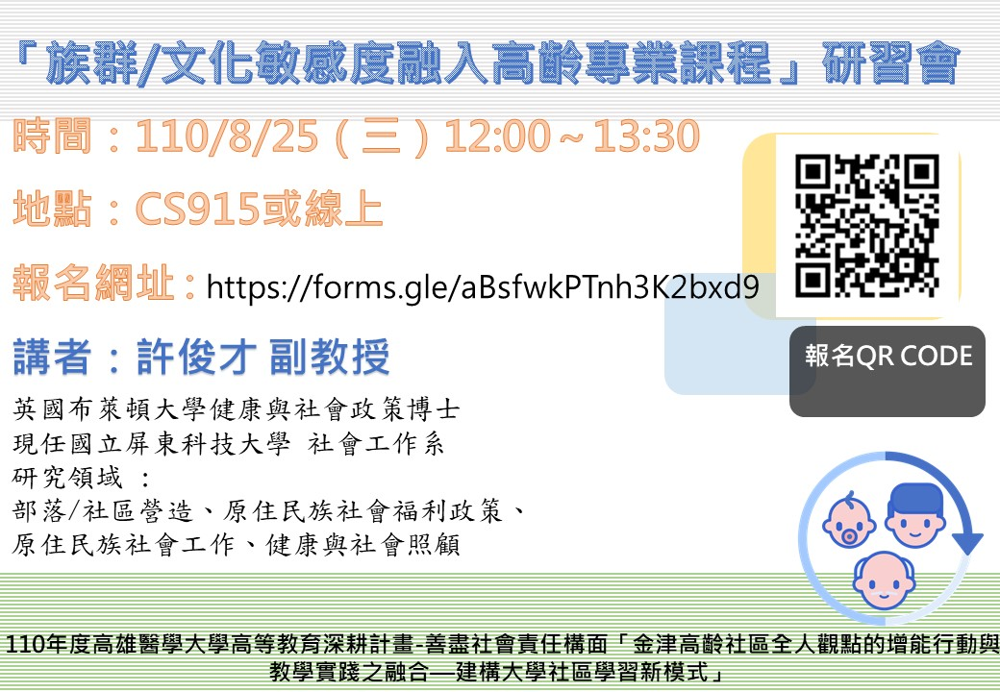 「族群/文化敏感度融入高齡專業課程」研習會
時間：110/8/25（三）12:00～13:30
地點：CS915或線上
報名網址：https://forms.gle/aBsfwkPTnh3K2bxd9
報名QR CODE
講者：許俊才 副教授
英國布萊頓大學健康與社會政策博士
現任國立屏東科技大學 社會工作系
研究領域：
部落/社區營造、原住民族社會福利政策、
原住民族社會工作、健康與社會照顧
110年度高雄醫學大學高等教育深耕計畫-善盡社會責任構面「金津高齡社區全人觀點的增能行動與
教學實踐之融合—建構大學社區學習新模式」